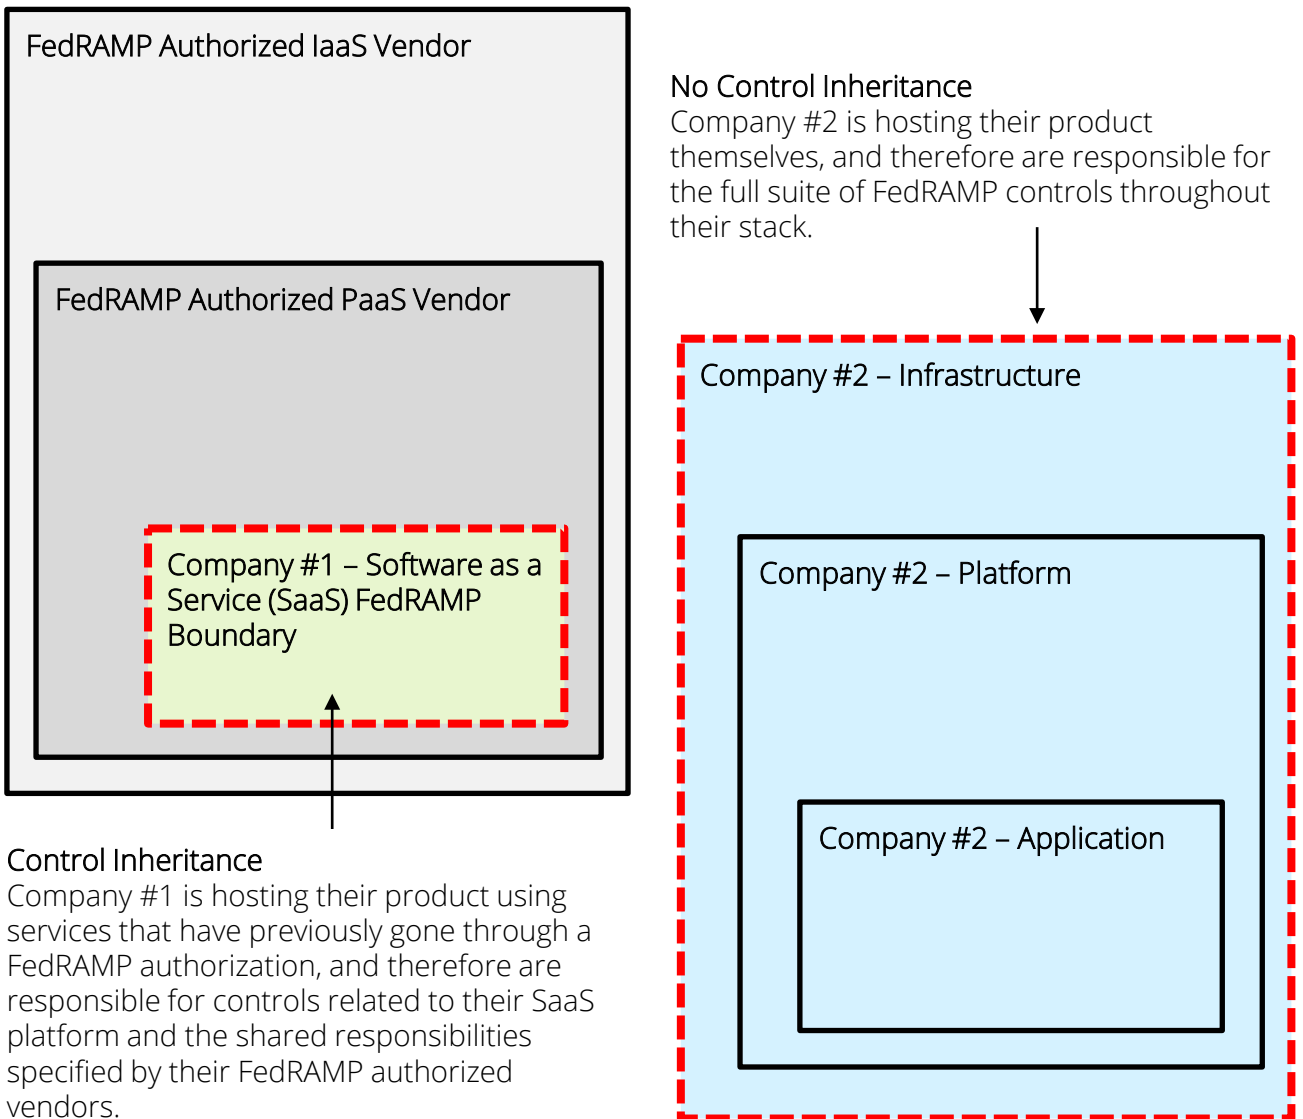 FedRAMP Authorized IaaS Vendor
FedRAMP Authorized PaaS Vendor
Company #1 – Software as a
Service (SaaS) FedRAMP
Boundary
Control Inheritance
Company #1 is hosting their product using
services that have previously gone through a
FedRAMP authorization, and therefore are
responsible for controls related to their SaaS
platform and the shared responsibilities
specified by their FedRAMP authorized
vendors.
No Control Inheritance
Company #2 is hosting their product
themselves, and therefore are responsible for
the full suite of FedRAMP controls throughout
their stack.
Company #2 – Infrastructure
Company #2 – Platform
Company #2 – Application